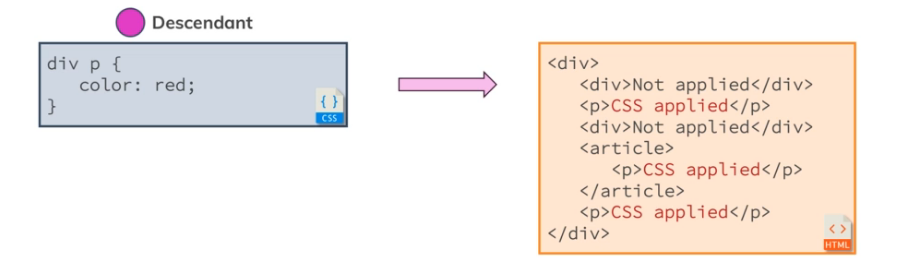 Descendant
div p {
color: red;
}
{ }
CSS
<div>
<div>Not applied</div>
<p>CSS applied</p>
<div>Not applied</div>
<article>
<p>CSS applied</p>
</article>
<p>CSS applied</p>
</div>
<>
HTML